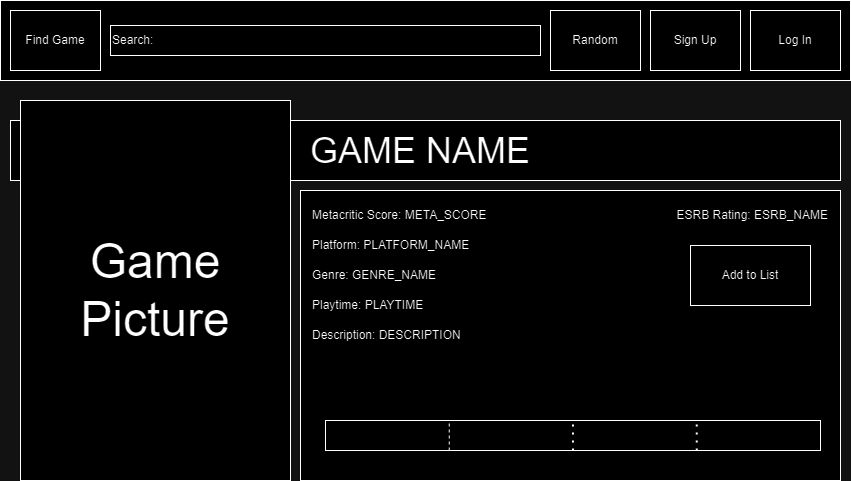 Find Game
Search:
Random
Sign Up
Log In
GAME NAME
Game
Picture
Metacritic Score: META_SCORE
ESRB Rating: ESRB_NAME
Platform: PLATFORM_NAME
Genre: GENRE_NAME
Add to List
Playtime: PLAYTIME
Description: DESCRIPTION